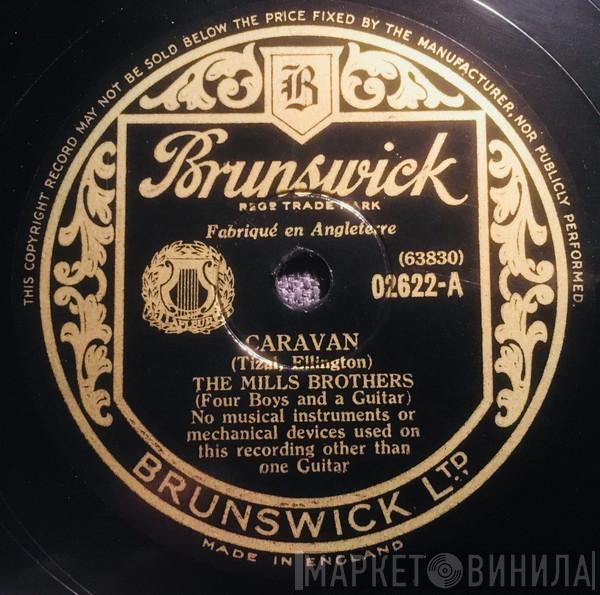 THIS COPYRIGHT RECORD MAY NOT BE SOLD BELOW THE PRICE FIXED BY THE MANUFACTURER, NOR PUBLICLY PERFORMED.
B
Brunswick
REGD TRADE MARK
Fabriqué en Angleterre
(63830)
02622-A
CARAVAN
(Tizal, Ellington)
THE MILLS BROTHERS
(Four Boys and a Guitar)
No musical instruments or
mechanical devices used on
this recording other than
one Guitar
BRUNSWICK LTD.,
MADE IN ENGLAND
МАРКЕТ ВИНИЛА